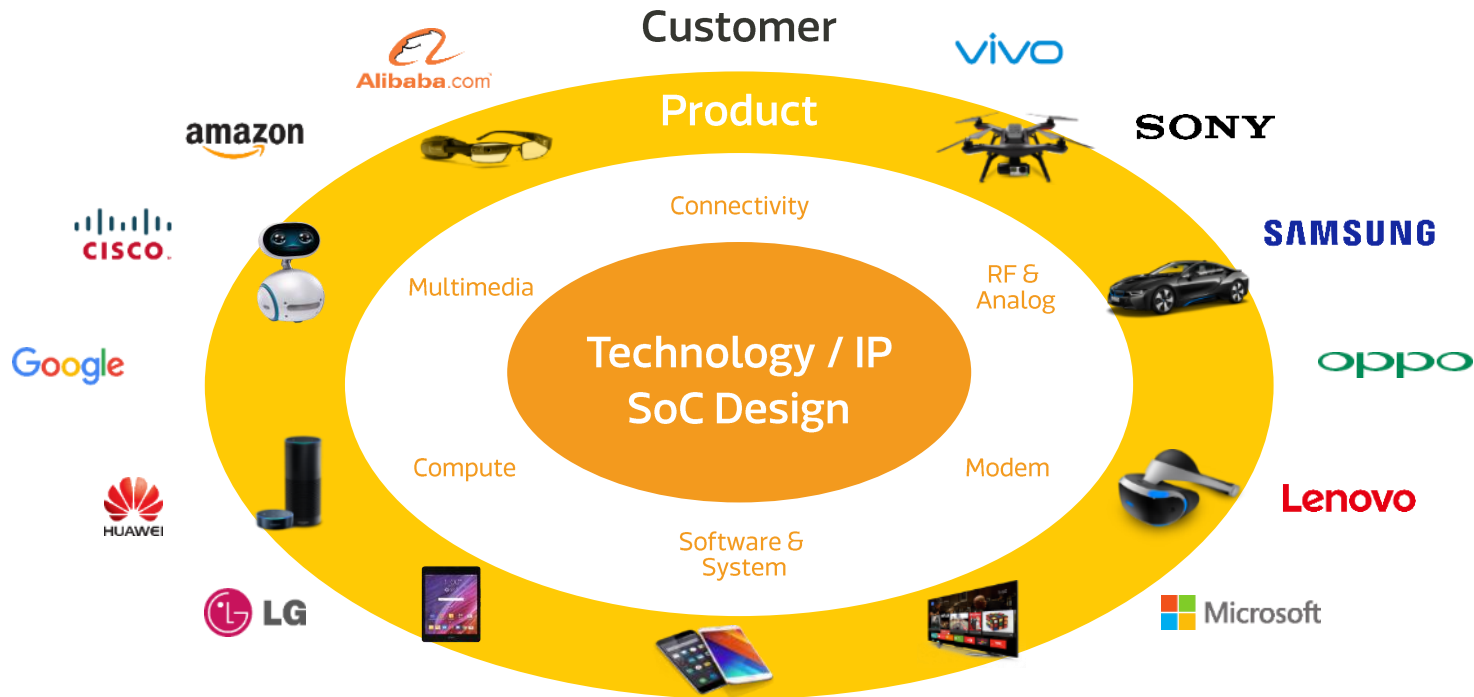 Customer
Alibaba.com
vivo
Product
amazon
SONY
Connectivity
CISCO
SAMSUNG
Multimedia
RF &
Analog
Technology / IP
SoC Design
Google
oppo
Compute
Modem
HUAWEI
Lenovo
Software &
System
LG
Microsoft